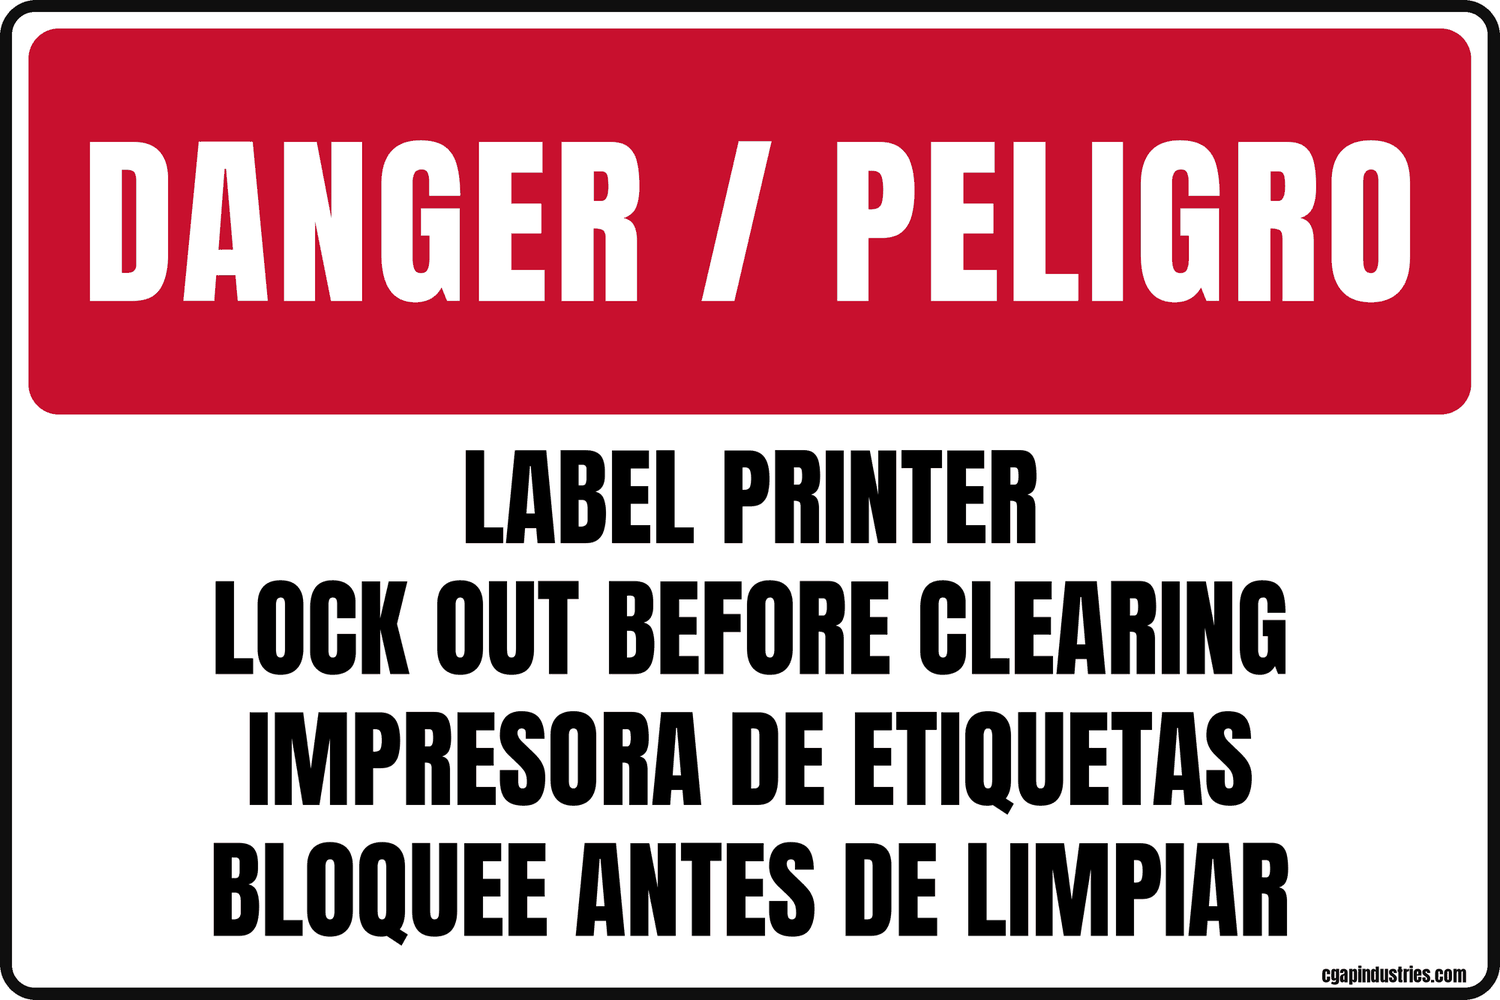 DANGER / PELIGRO
LABEL PRINTER
LOCK OUT BEFORE CLEARING
IMPRESORA DE ETIQUETAS
BLOQUEE ANTES DE LIMPIAR
cgapindustries.com